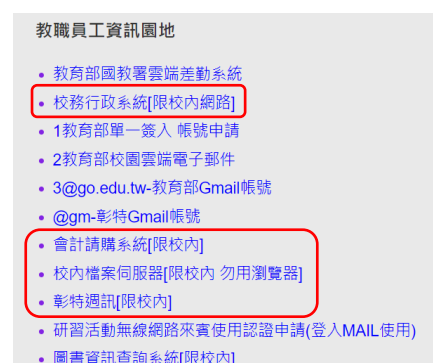 教職員工資訊園地
• 教育部國教署雲端差勤系統
• 校務行政系統[限校內網路]
• 1教育部單一簽入 帳號申請
• 2教育部校園雲端電子郵件
• 3@go.edu.tw-教育部Gmail帳號
• @gm-彰特Gmail帳號
• 會計請購系統[限校內]
• 校內檔案伺服器[限校內 勿用瀏覽器]
• 彰特週訊[限校內]
• 研習活動無線網路來賓使用認證申請(登入MAIL使用)
• 圖書資訊查詢系統[限校內]